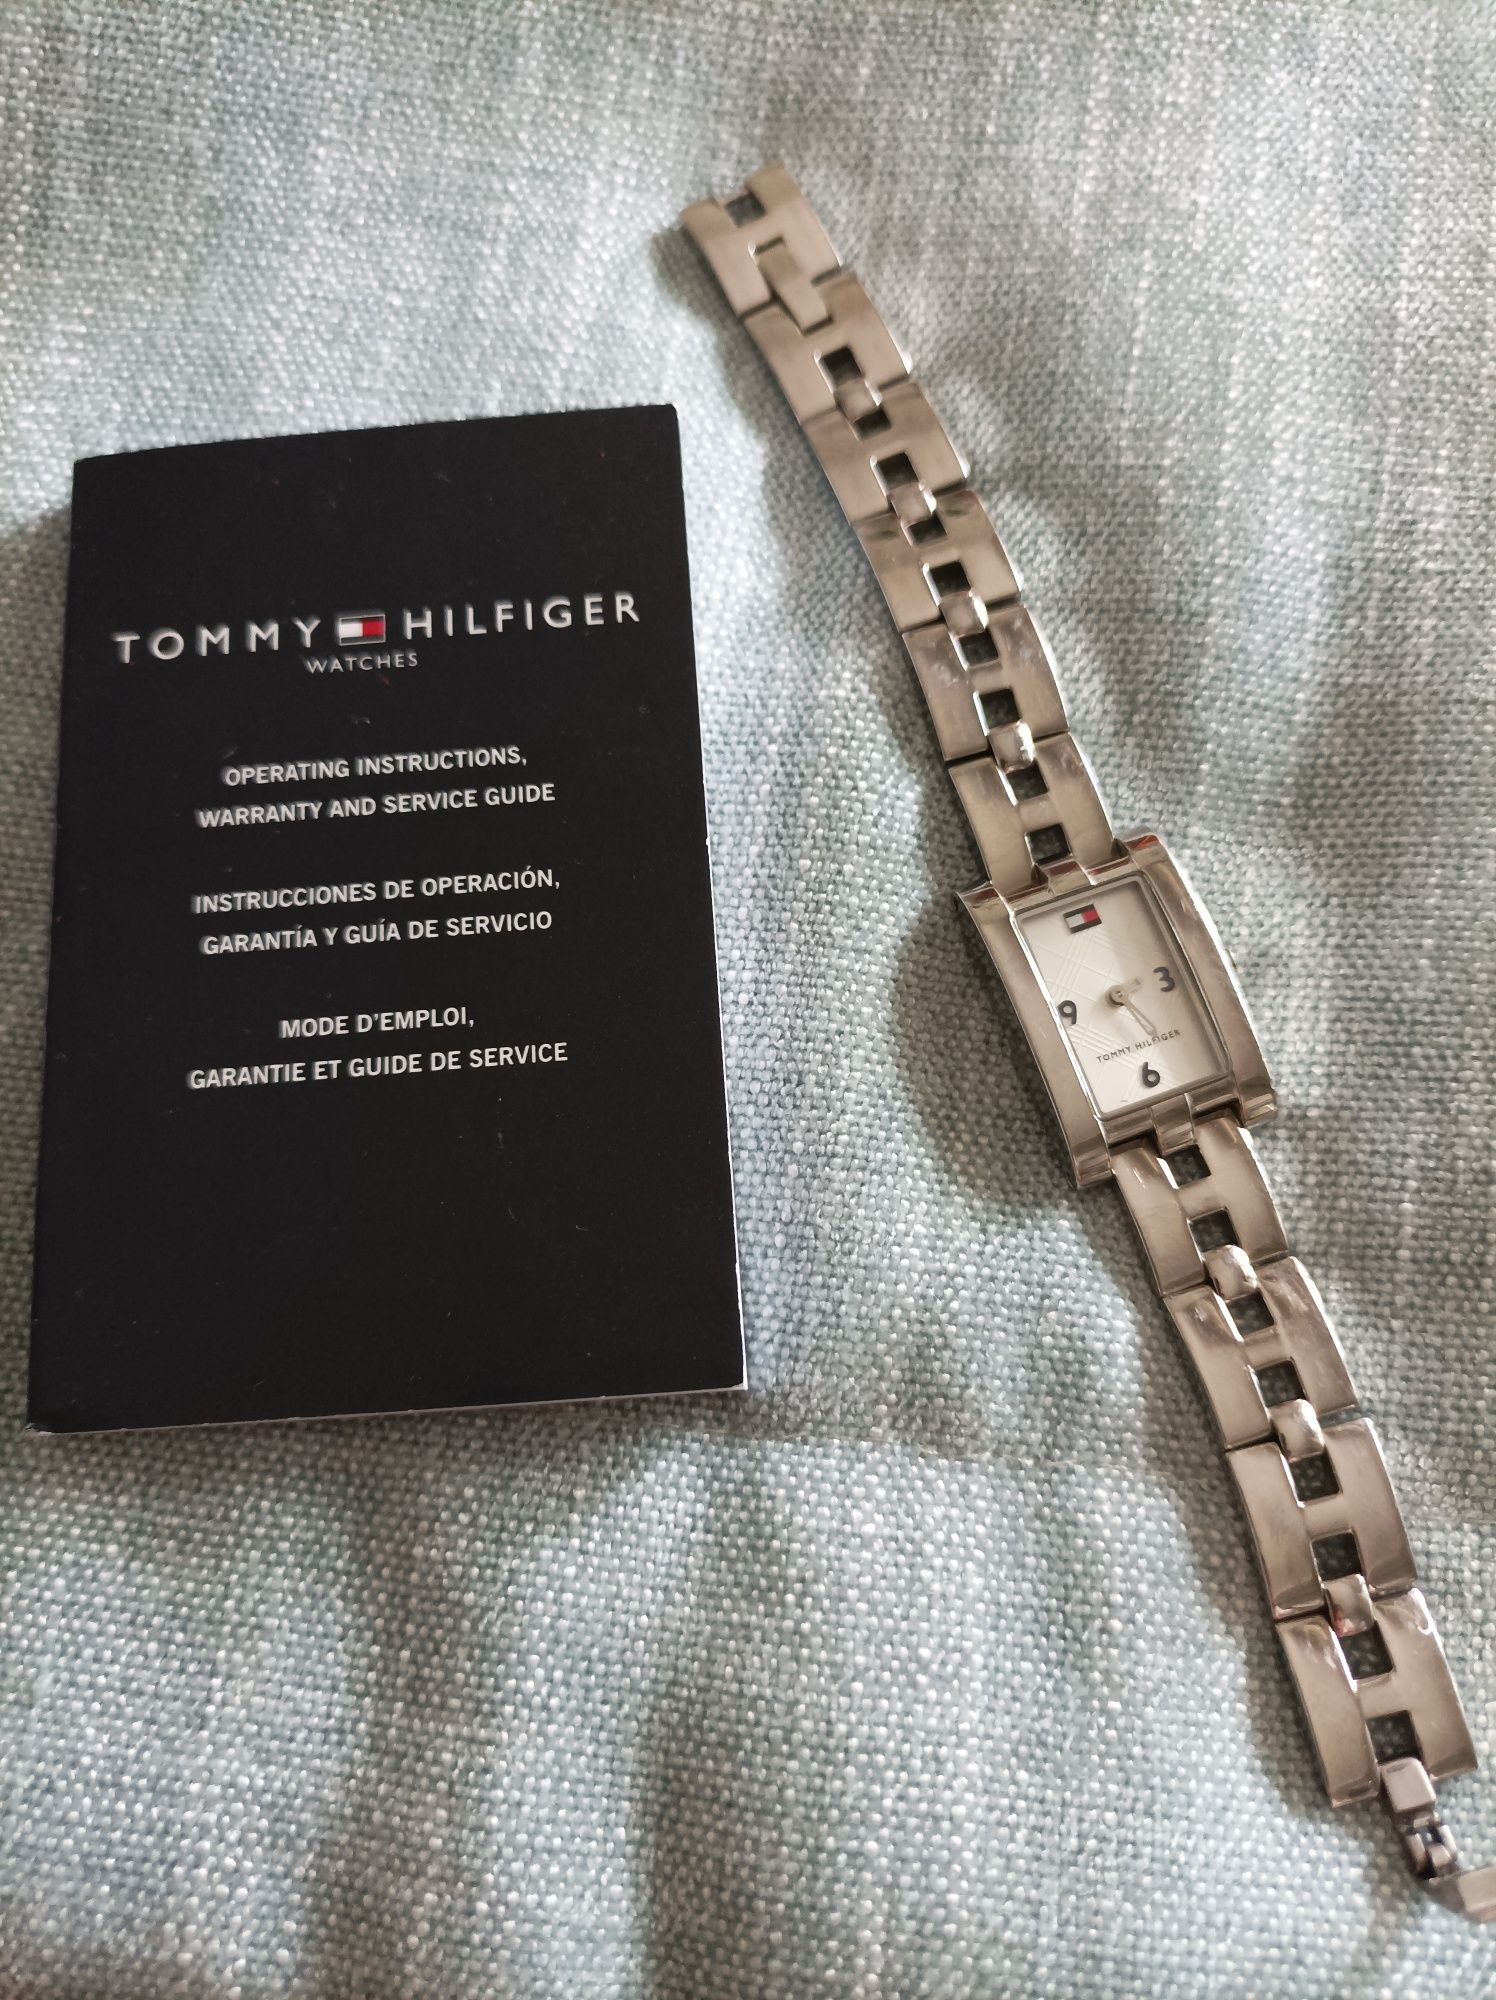 TOMMY HILFIGER
WATCHES
OPERATING INSTRUCTIONS,
WARRANTY AND SERVICE GUIDE
INSTRUCCIONES DE OPERACIÓN,
GARANTÍA Y GUÍA DE SERVICIO
MODE D'EMPLOI,
GARANTIE ET GUIDE DE SERVICE
3
9
TOMMY HILFIGER
6